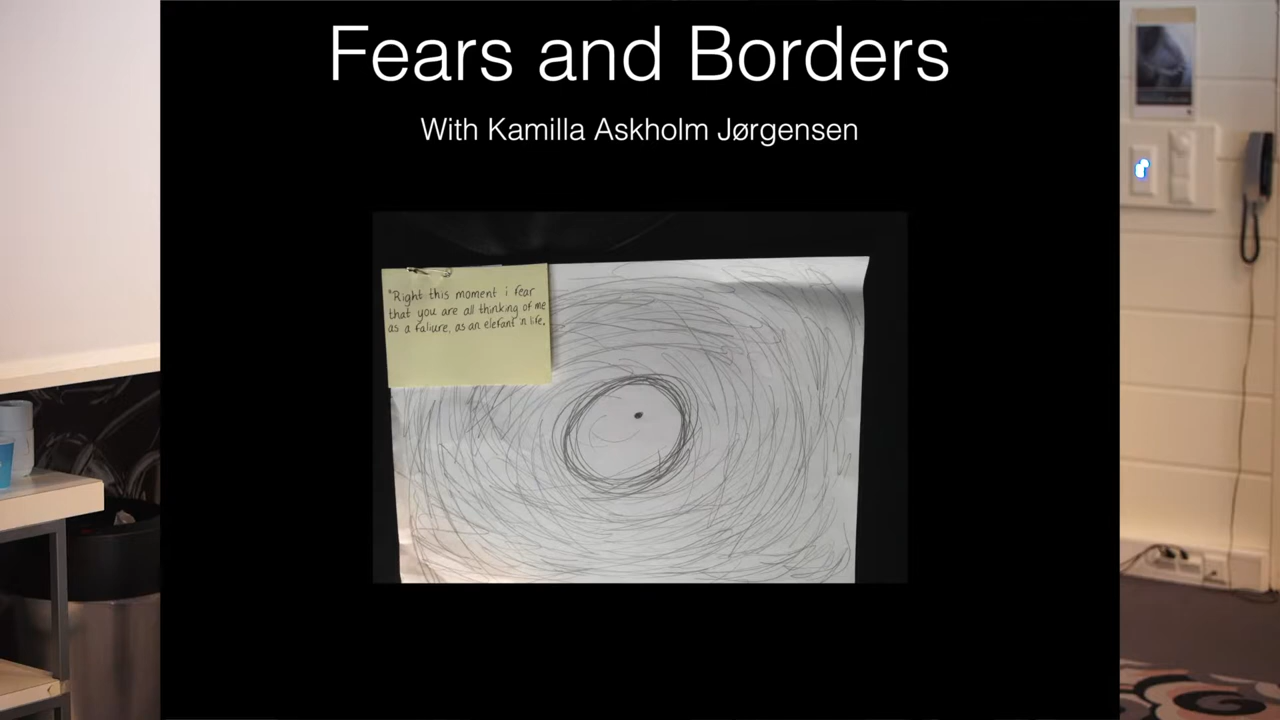 Fears and Borders
With Kamilla Askholm Jørgensen
"Right this moment i fear
that you are all thinking of me
as a faliure, as an elefant in life.